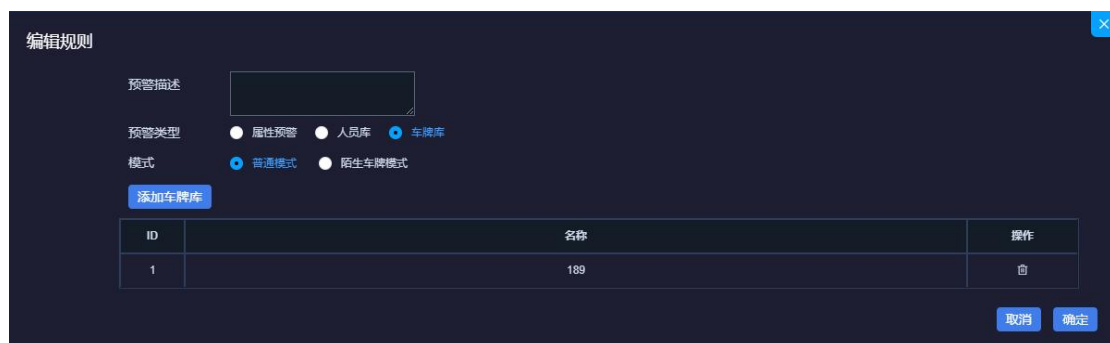 编辑规则
预警描述
预警类型 属性预警 人员库 车牌库
模式 普通模式 陌生车牌模式
添加车牌库
ID 名称 操作
1 189
取消 确定